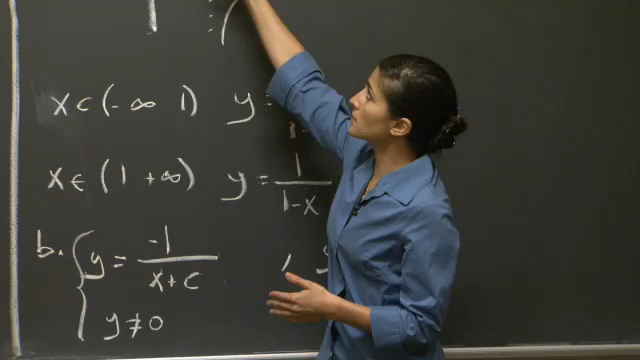 x ∈ (-∞ 1) y =
x ∈ (1 +∞) y = 1/(1-x)
b. { y = -1/(x+c) , y
y ≠ 0